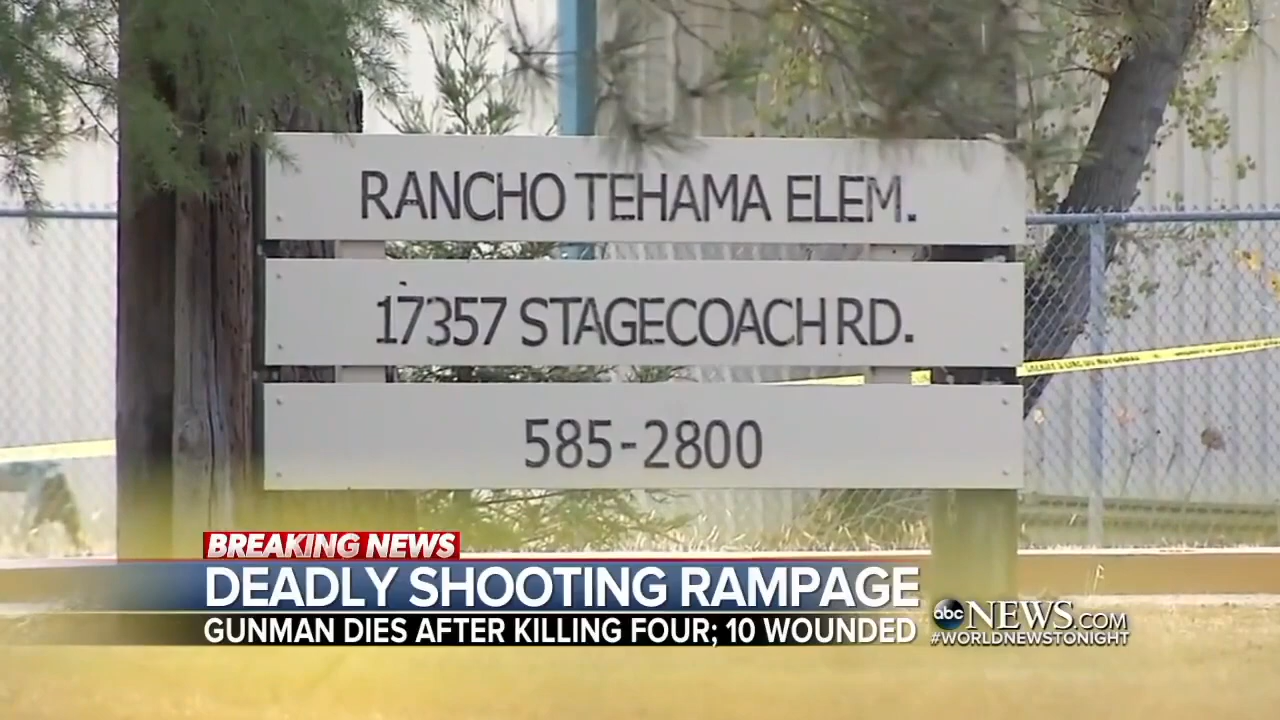 RANCHO TEHAMA ELEM.
17357 STAGECOACH RD.
585-2800
BREAKING NEWS
DEADLY SHOOTING RAMPAGE
GUNMAN DIES AFTER KILLING FOUR; 10 WOUNDED
abc NEWS.COM
#WORLDNEWSTONIGHT